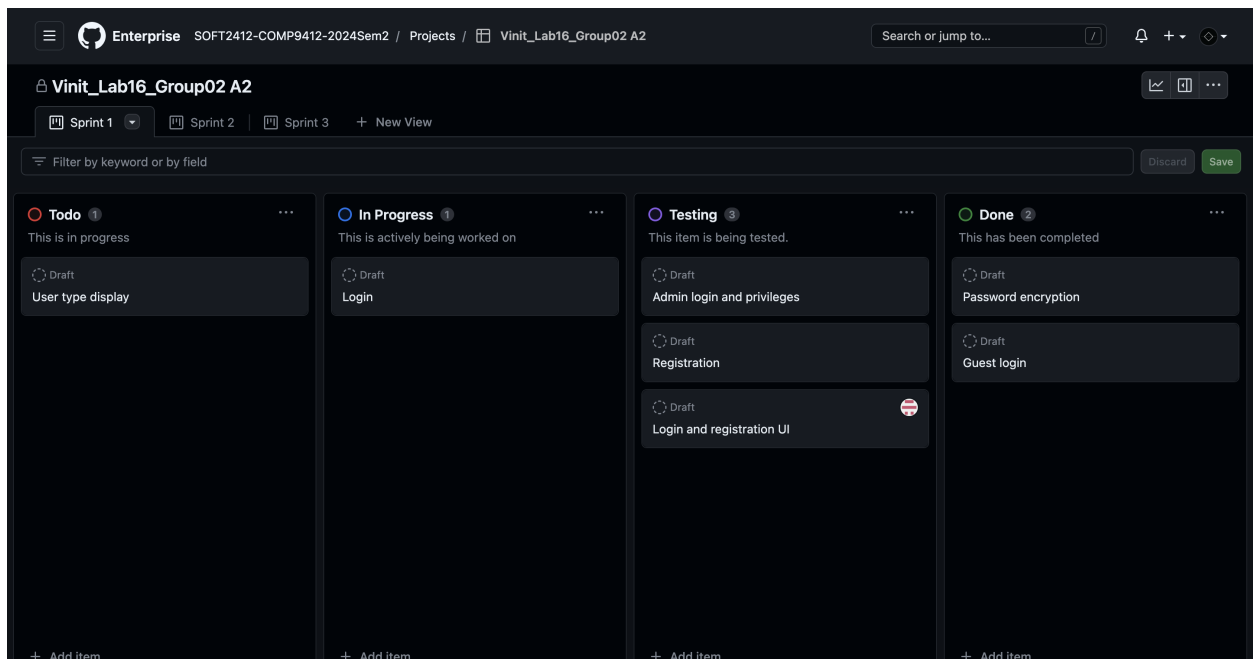 Enterprise SOFT2412-COMP9412-2024Sem2 / Projects / Vinit_Lab16_Group02 A2
Search or jump to... /
Vinit_Lab16_Group02 A2
Sprint 1
Sprint 2
Sprint 3
+ New View
Filter by keyword or by field
Discard
Save
Todo 1
This is in progress
Draft
User type display
+ Add item
In Progress 1
This is actively being worked on
Draft
Login
+ Add item
Testing 3
This item is being tested.
Draft
Admin login and privileges
Draft
Registration
Draft
Login and registration UI
+ Add item
Done 2
This has been completed
Draft
Password encryption
Draft
Guest login
+ Add item